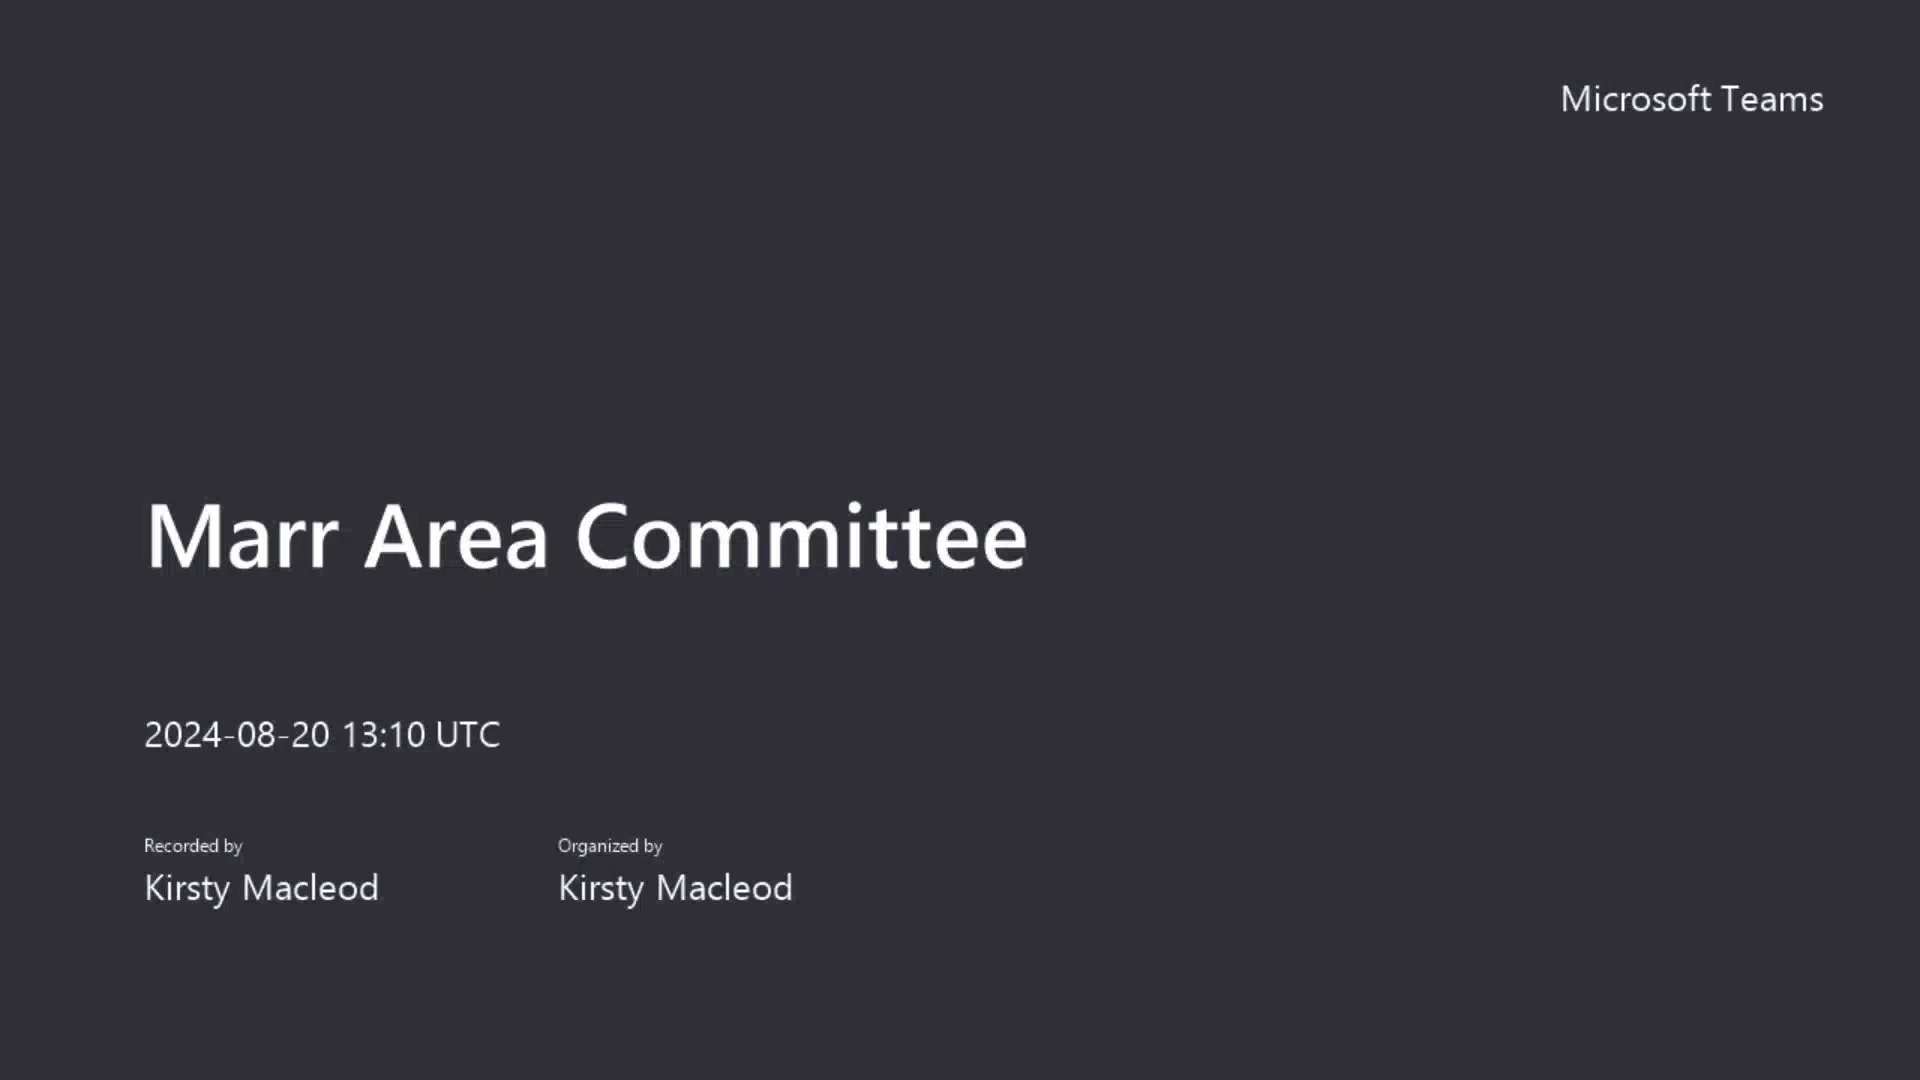 Microsoft Teams
Marr Area Committee
2024-08-20 13:10 UTC
Recorded by
Kirsty Macleod
Organized by
Kirsty Macleod